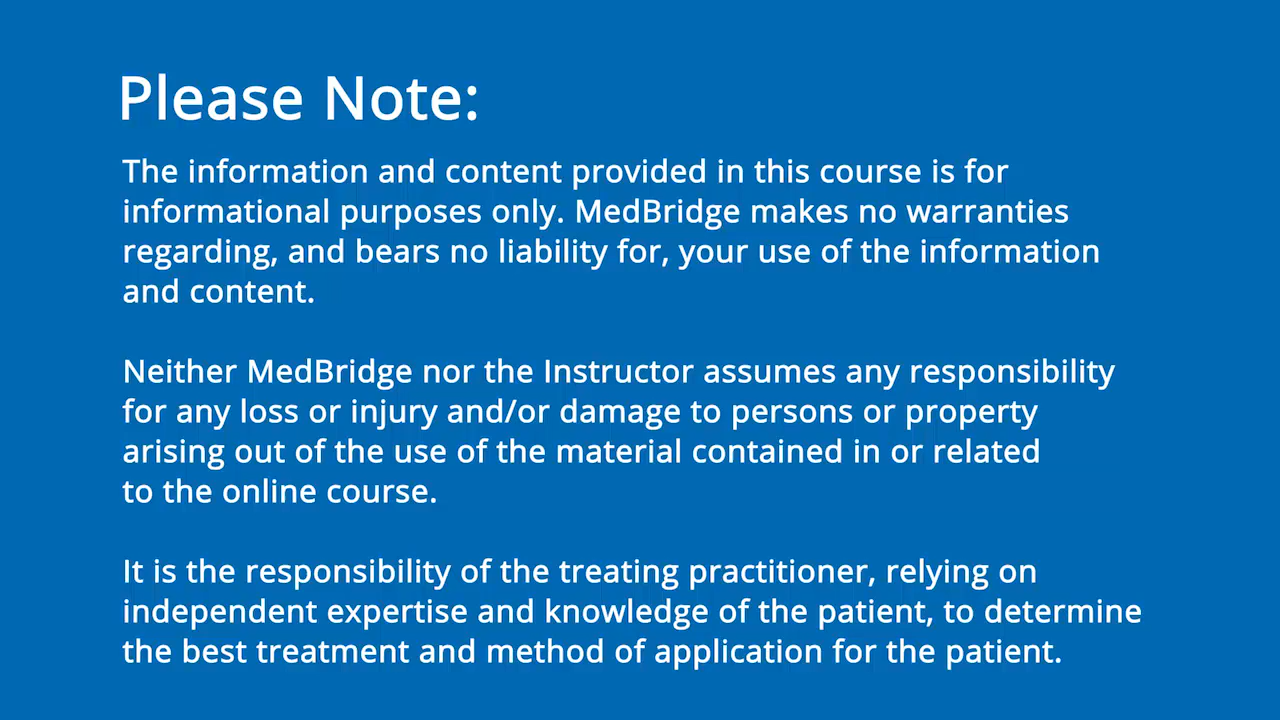 Please Note:
The information and content provided in this course is for
informational purposes only. MedBridge makes no warranties
regarding, and bears no liability for, your use of the information
and content.
Neither MedBridge nor the Instructor assumes any responsibility
for any loss or injury and/or damage to persons or property
arising out of the use of the material contained in or related
to the online course.
It is the responsibility of the treating practitioner, relying on
independent expertise and knowledge of the patient, to determine
the best treatment and method of application for the patient.